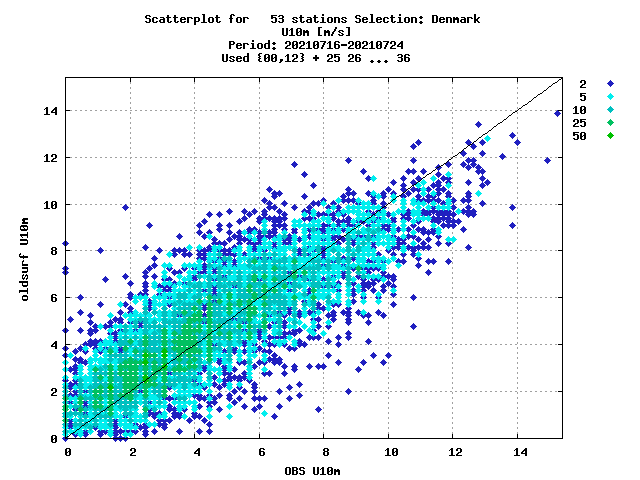 Scatterplot for   53 stations Selection: Denmark
U10m [m/s]
Period: 20210716-20210724
Used {00,12} + 25 26 ... 36
2
5
10
25
50
14
12
10
8
6
4
2
0
oldsurf U10m
0 2 4 6 8 10 12 14
OBS U10m